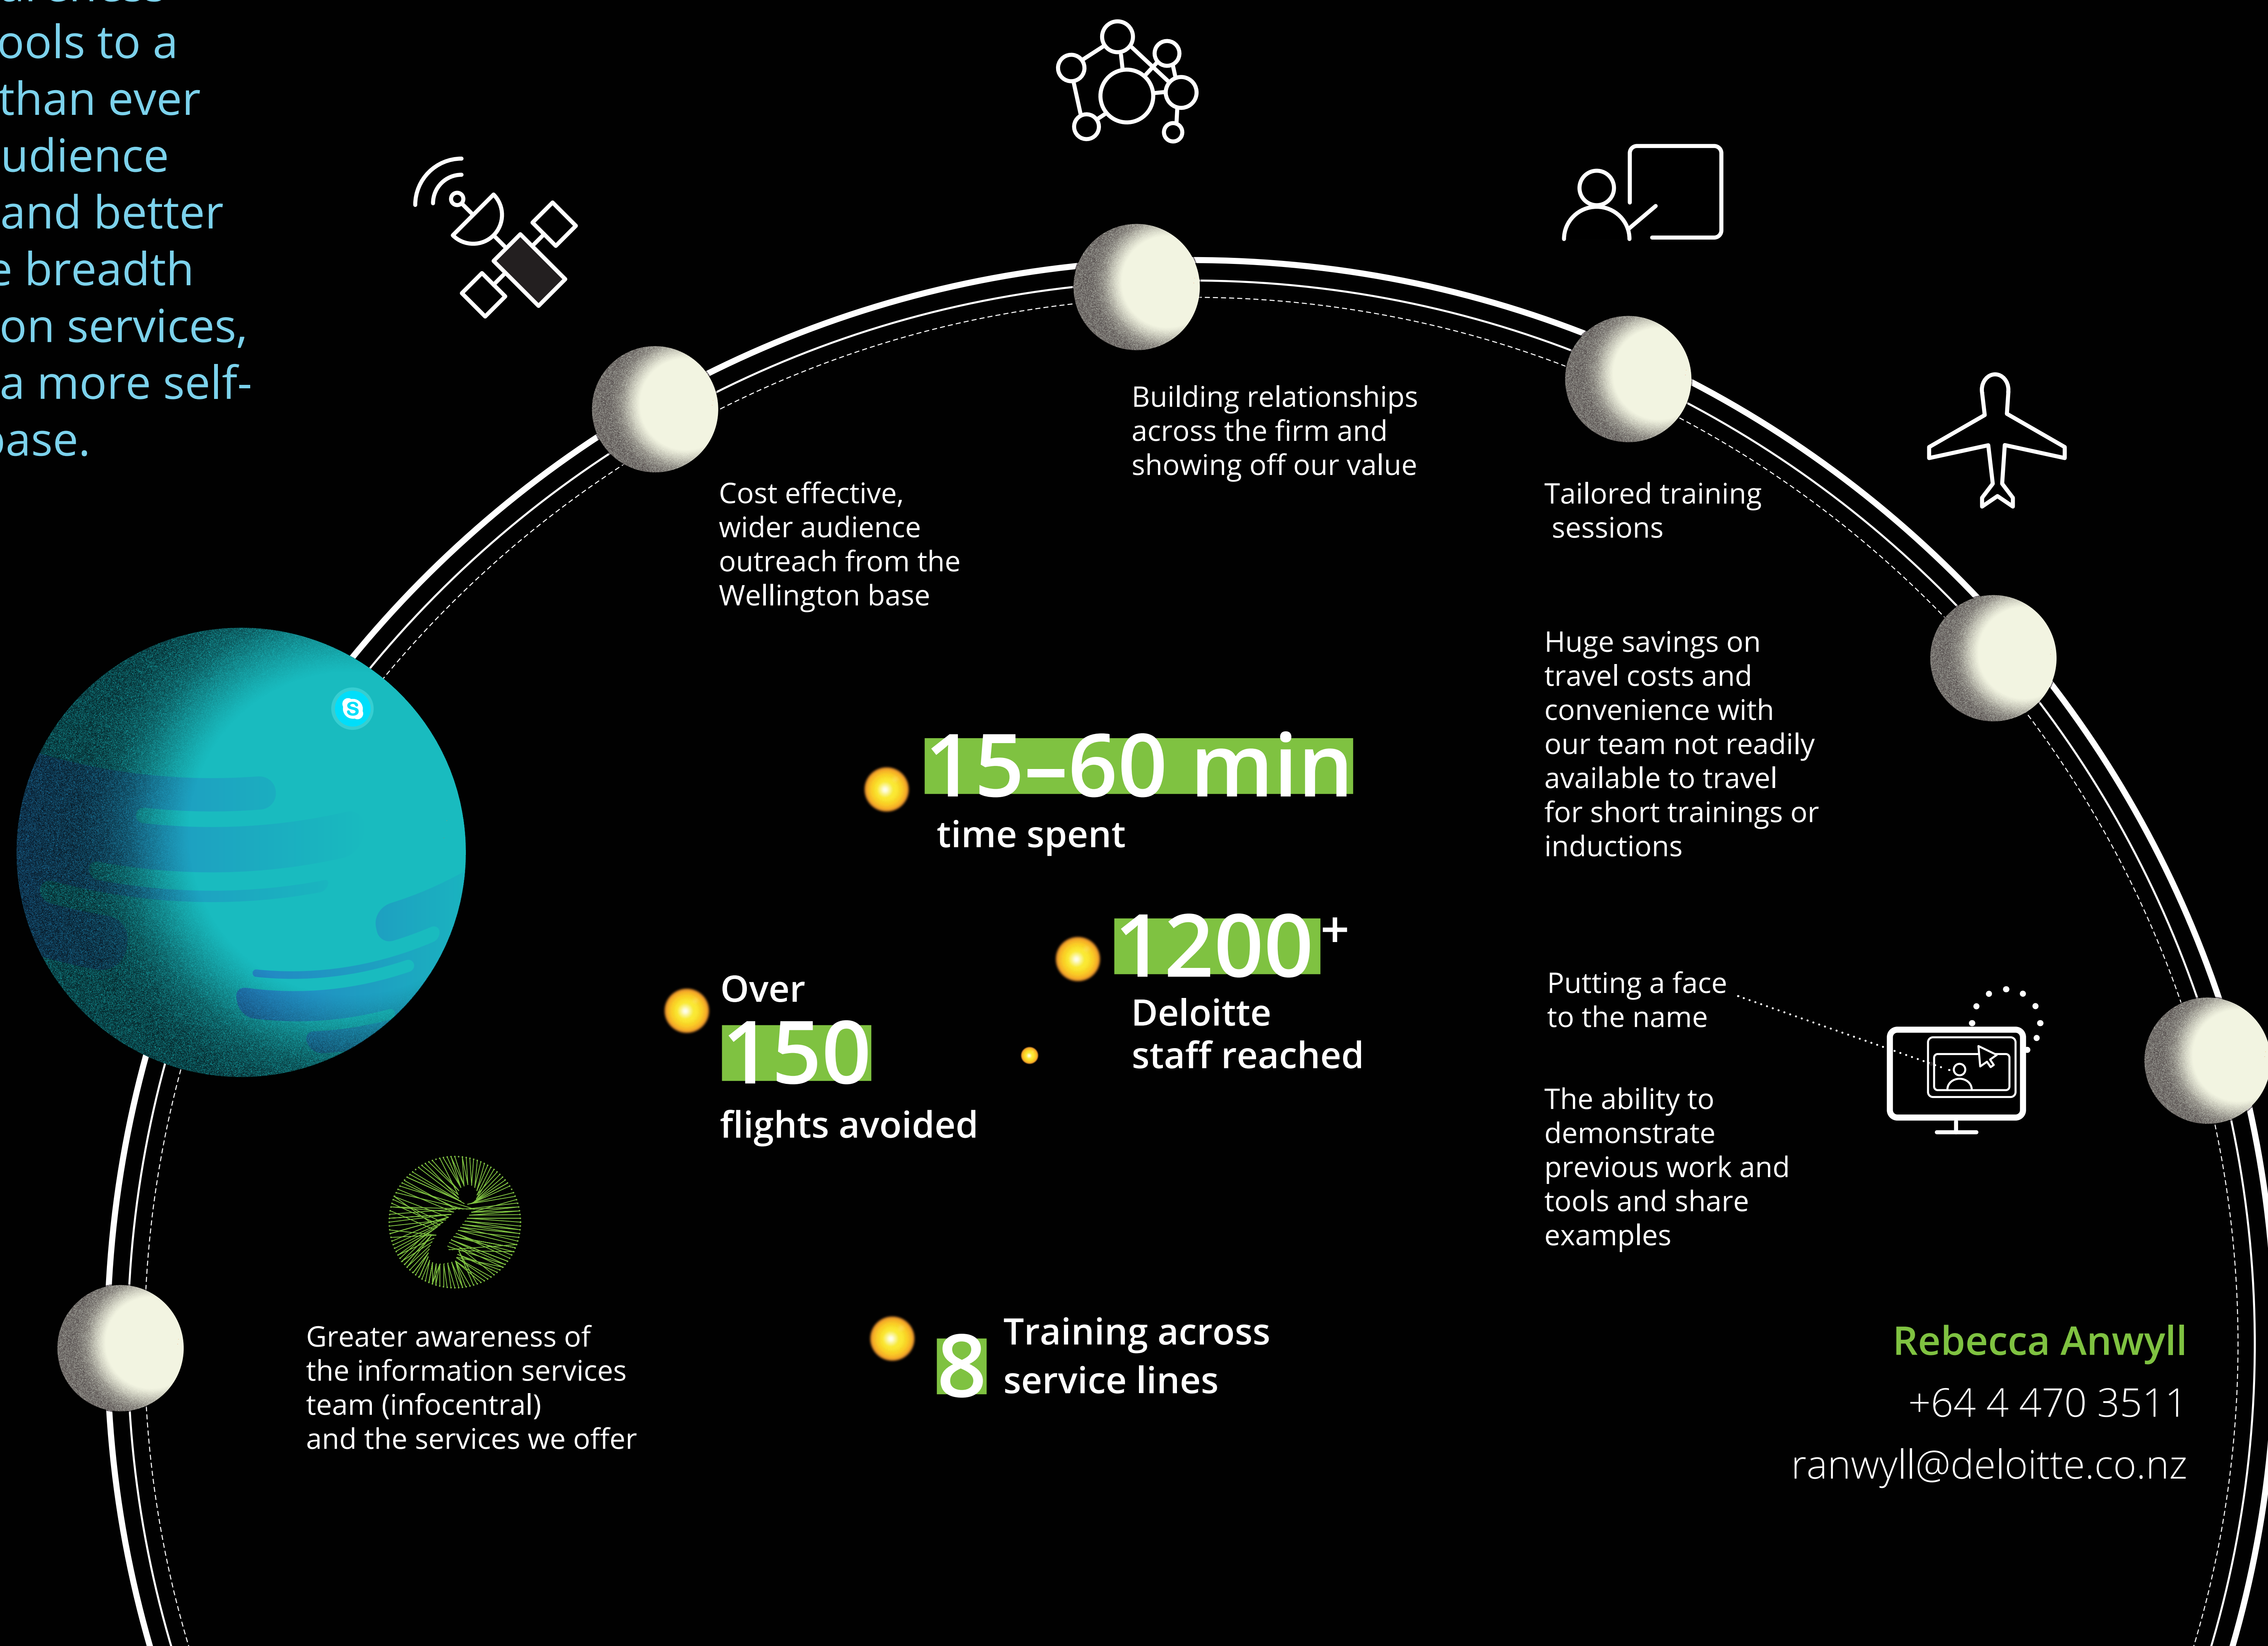 ools to a
than ever
udience
and better
e breadth
on services,
a more self-
base.
Building relationships
across the firm and
showing off our value
Cost effective,
wider audience
outreach from the
Wellington base
Tailored training
sessions
Huge savings on
travel costs and
convenience with
our team not readily
available to travel
for short trainings or
inductions
15–60 min
time spent
1200+
Deloitte
staff reached
Over
150
flights avoided
Putting a face
to the name
The ability to
demonstrate
previous work and
tools and share
examples
Greater awareness of
the information services
team (infocentral)
and the services we offer
8
Training across
service lines
Rebecca Anwyll
+64 4 470 3511
ranwyll@deloitte.co.nz